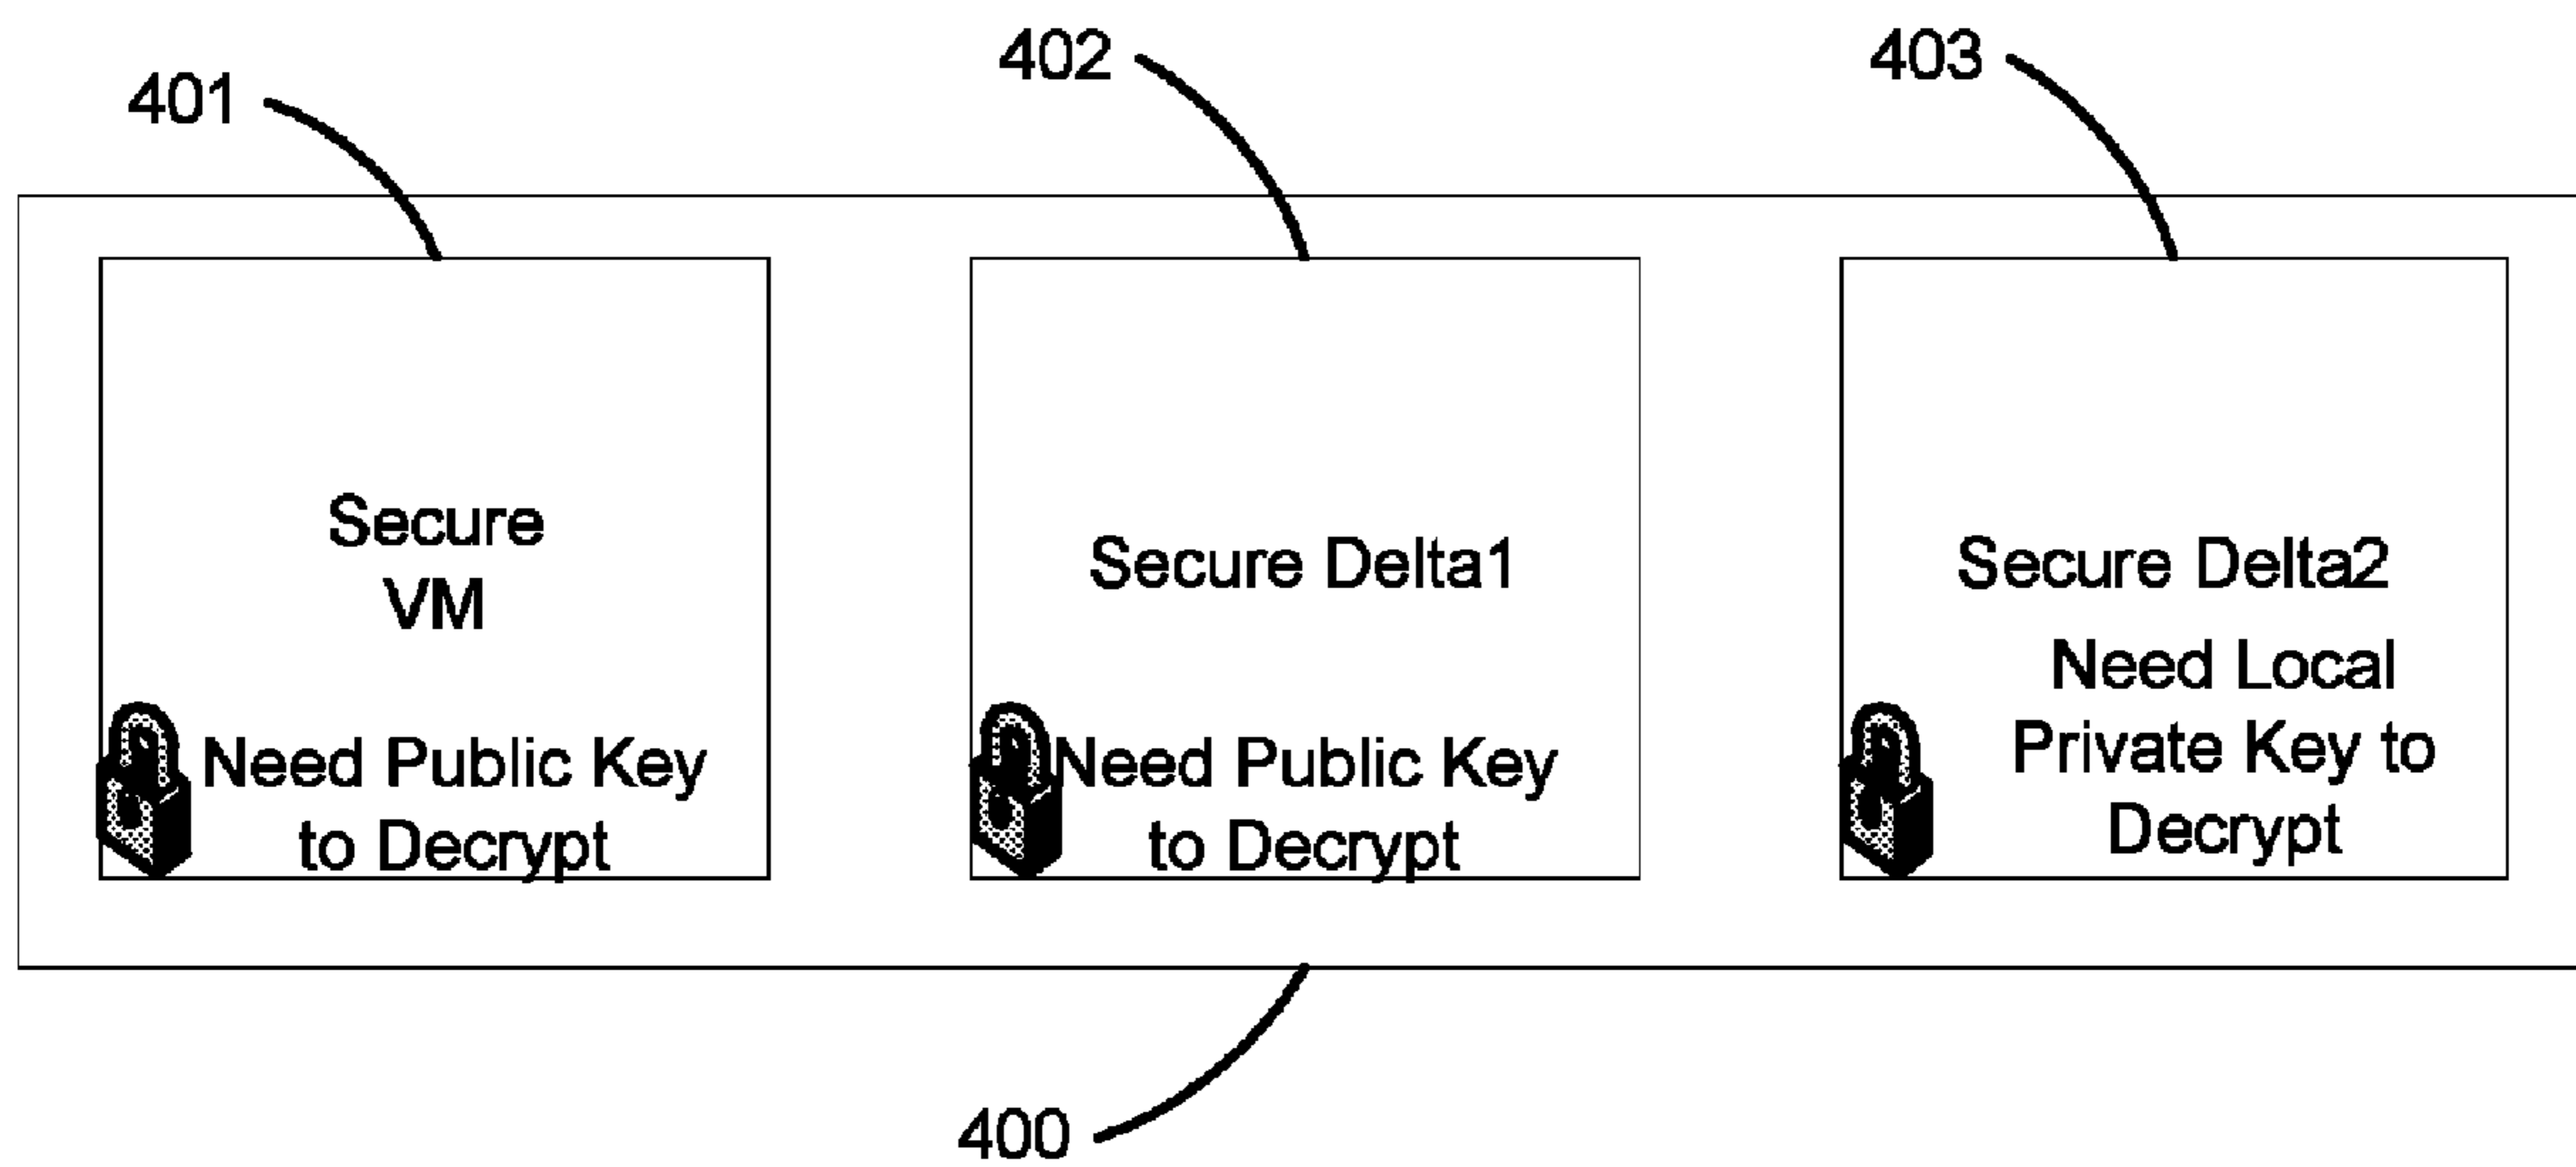 401
402
403
Secure
VM
Need Public Key
to Decrypt
Secure Delta1
Need Public Key
to Decrypt
Secure Delta2
Need Local
Private Key to
Decrypt
400